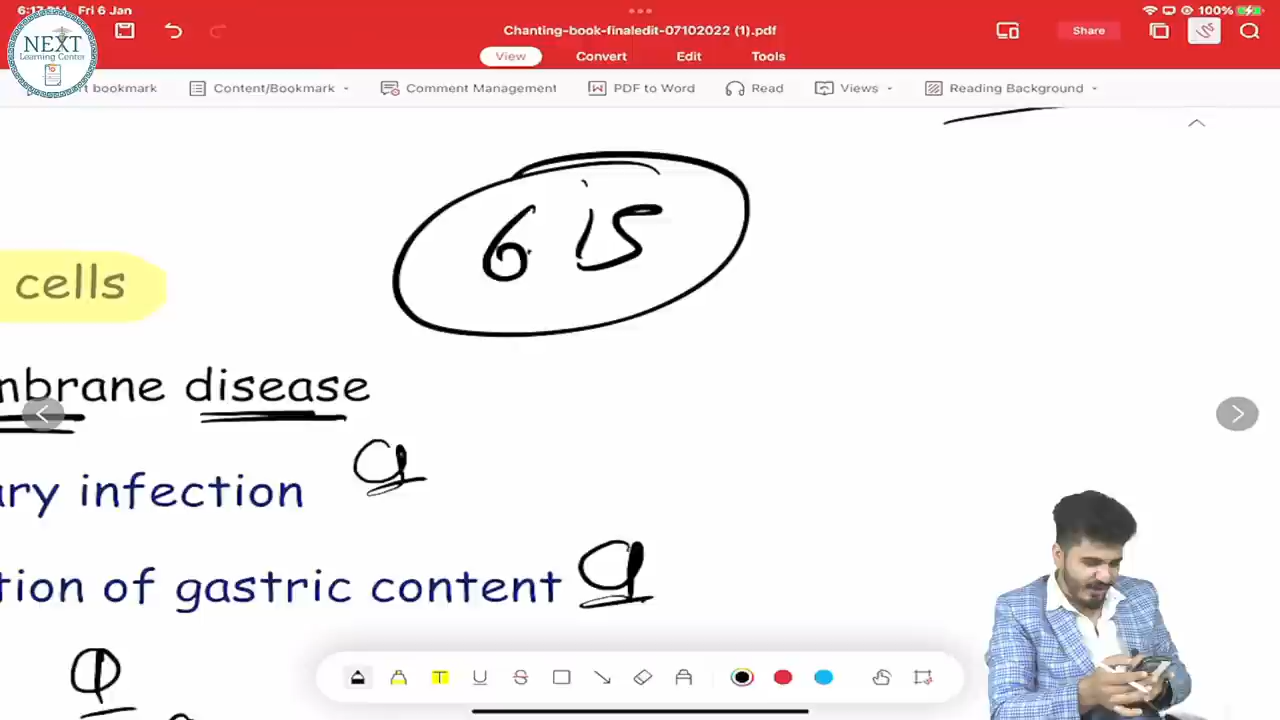 6:17 PM Fri 6 Jan
100%
NEXT
Learning Center
Chanting-book-finaledit-07102022 (1).pdf
Share
View Convert Edit Tools
bookmark Content/Bookmark Comment Management PDF to Word Read Views Reading Background
6 15
cells
mbrane disease
ary infection
tion of gastric content
T U S A